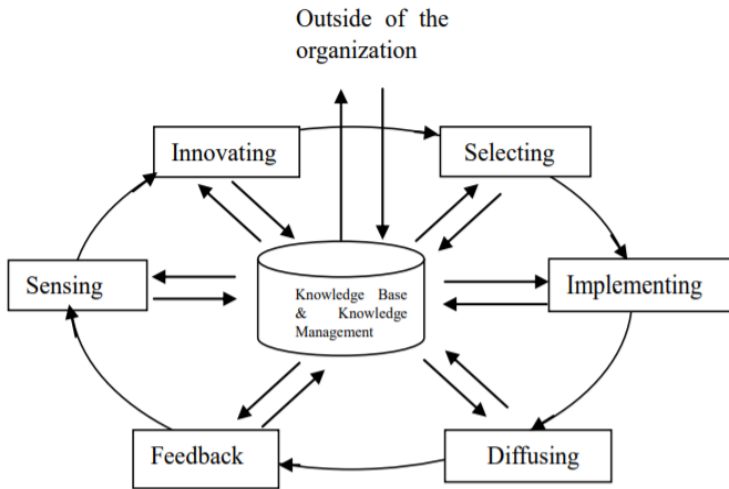 Outside of the
organization
Innovating
Selecting
Sensing
Knowledge Base
& Knowledge
Management
Implementing
Feedback
Diffusing